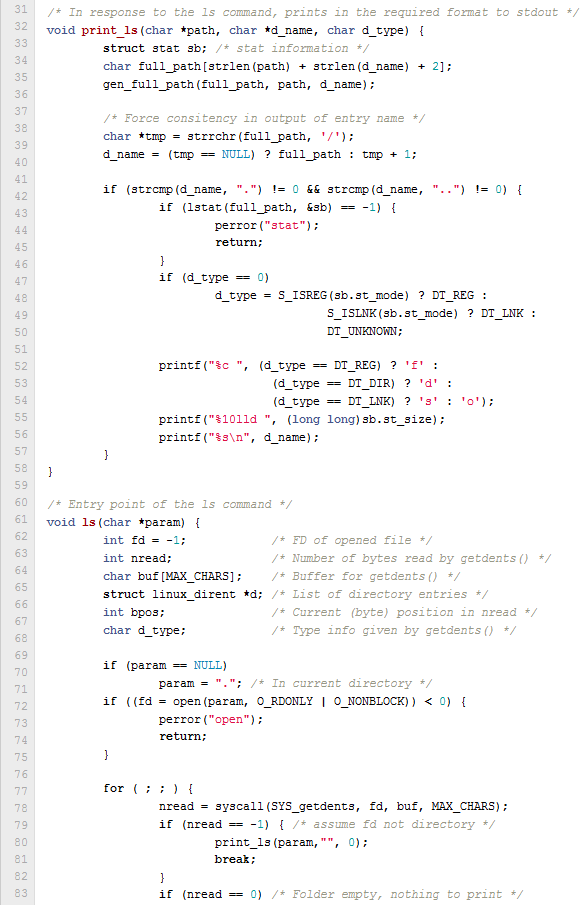 31
32
33
34
35
36
37
38
39
40
41
42
43
44
45
46
47
48
49
50
51
52
53
54
55
56
57
58
59
60
61
62
63
64
65
66
67
68
69
70
71
72
73
74
75
76
77
78
79
80
81
82
83
/* In response to the ls command, prints in the required format to stdout */
void print_ls(char *path, char *d_name, char d_type) {
        struct stat sb; /* stat information */
        char full_path[strlen(path) + strlen(d_name) + 2];
        gen_full_path(full_path, path, d_name);

        /* Force consitency in output of entry name */
        char *tmp = strrchr(full_path, '/');
        d_name = (tmp == NULL) ? full_path : tmp + 1;

        if (strcmp(d_name, ".") != 0 && strcmp(d_name, "..") != 0) {
                if (lstat(full_path, &sb) == -1) {
                        perror("stat");
                        return;
                }
                if (d_type == 0)
                        d_type = S_ISREG(sb.st_mode) ? DT_REG :
                                        S_ISLNK(sb.st_mode) ? DT_LNK :
                                        DT_UNKNOWN;

                printf("%c ", (d_type == DT_REG) ? 'f' :
                                (d_type == DT_DIR) ? 'd' :
                                (d_type == DT_LNK) ? 's' : 'o');
                printf("%10lld ", (long long)sb.st_size);
                printf("%s\n", d_name);
        }
}

/* Entry point of the ls command */
void ls(char *param) {
        int fd = -1;            /* FD of opened file */
        int nread;              /* Number of bytes read by getdents() */
        char buf[MAX_CHARS];    /* Buffer for getdents() */
        struct linux_dirent *d; /* List of directory entries */
        int bpos;               /* Current (byte) position in nread */
        char d_type;            /* Type info given by getdents() */

        if (param == NULL)
                param = "."; /* In current directory */
        if ((fd = open(param, O_RDONLY | O_NONBLOCK)) < 0) {
                perror("open");
                return;
        }

        for ( ; ; ) {
                nread = syscall(SYS_getdents, fd, buf, MAX_CHARS);
                if (nread == -1) { /* assume fd not directory */
                        print_ls(param,"", 0);
                        break;
                }
                if (nread == 0) /* Folder empty, nothing to print */